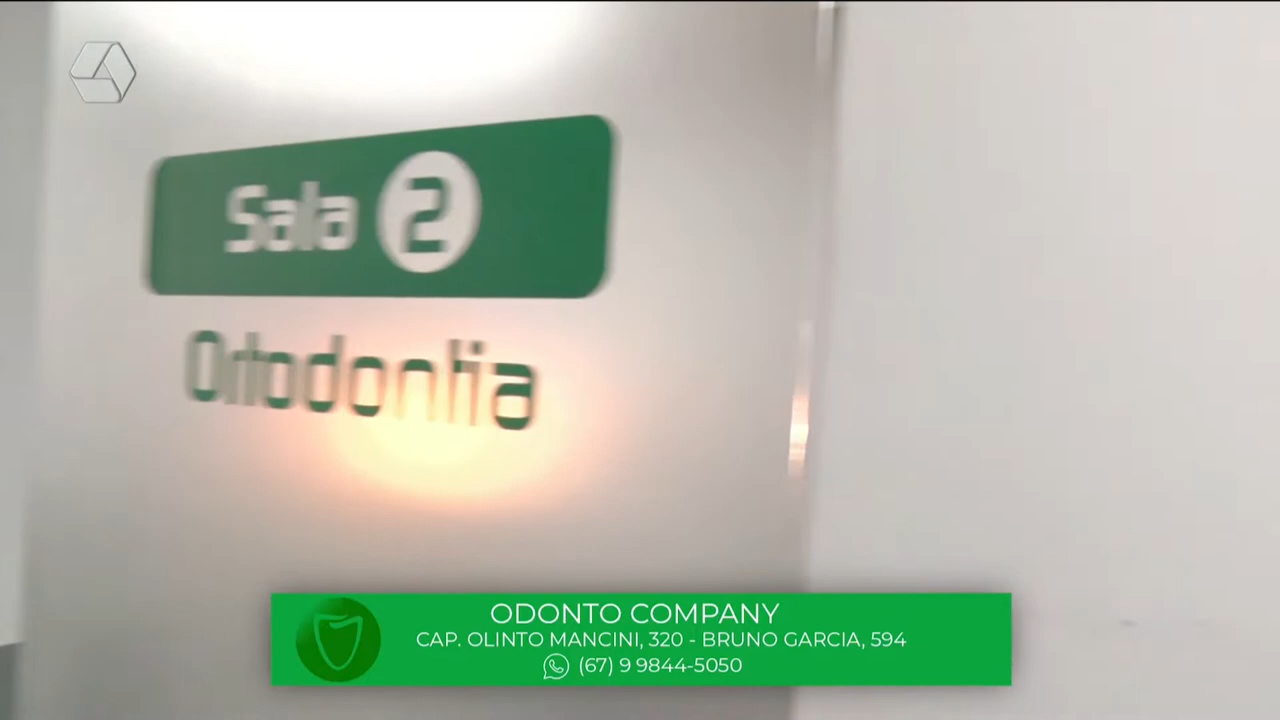 Sala 2
Ortodontia
ODONTO COMPANY
CAP. OLINTO MANCINI, 320 - BRUNO GARCIA, 594
(67) 9 9844-5050